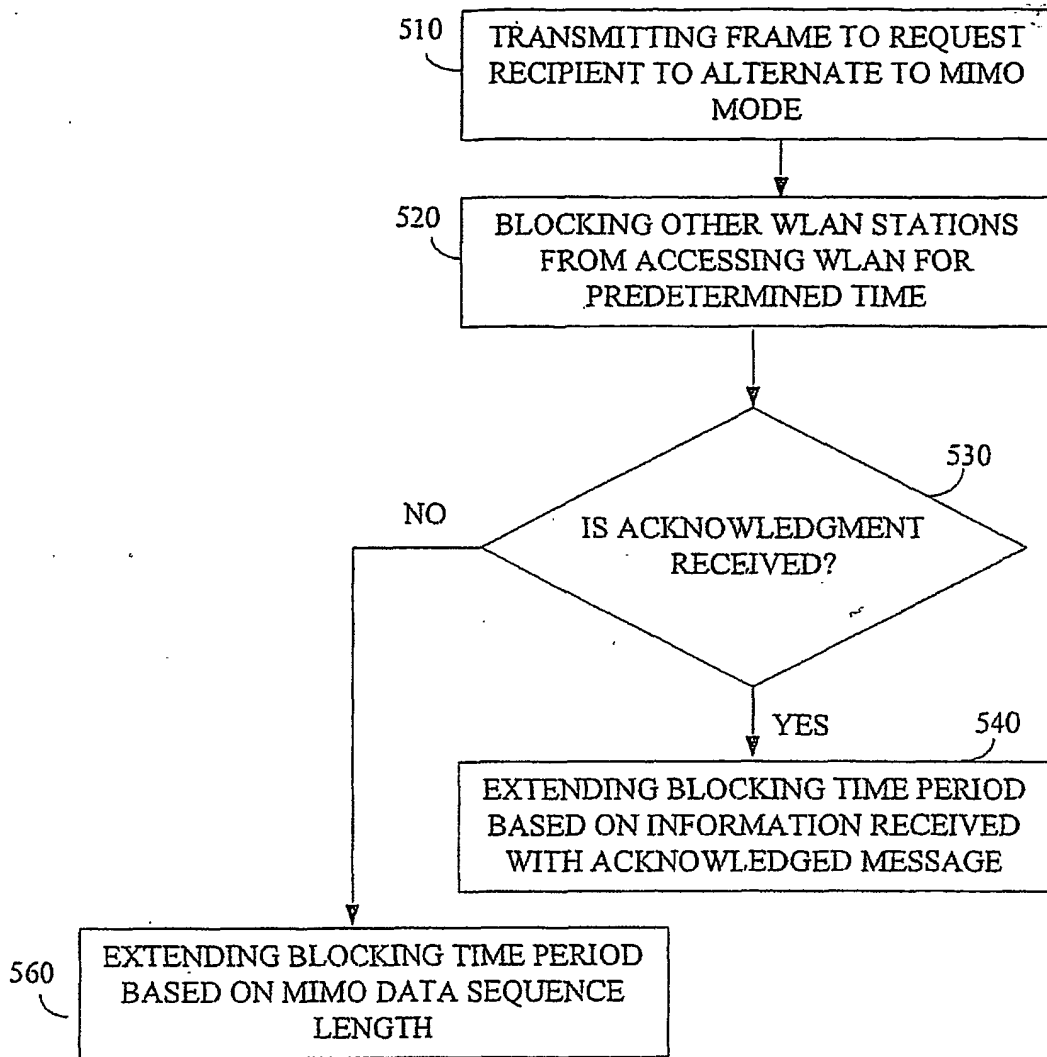 510
TRANSMITTING FRAME TO REQUEST
RECIPIENT TO ALTERNATE TO MIMO
MODE
520
BLOCKING OTHER WLAN STATIONS
FROM ACCESSING WLAN FOR
PREDETERMINED TIME
530
NO
IS ACKNOWLEDGMENT
RECEIVED?
YES
540
EXTENDING BLOCKING TIME PERIOD
BASED ON INFORMATION RECEIVED
WITH ACKNOWLEDGED MESSAGE
560
EXTENDING BLOCKING TIME PERIOD
BASED ON MIMO DATA SEQUENCE
LENGTH